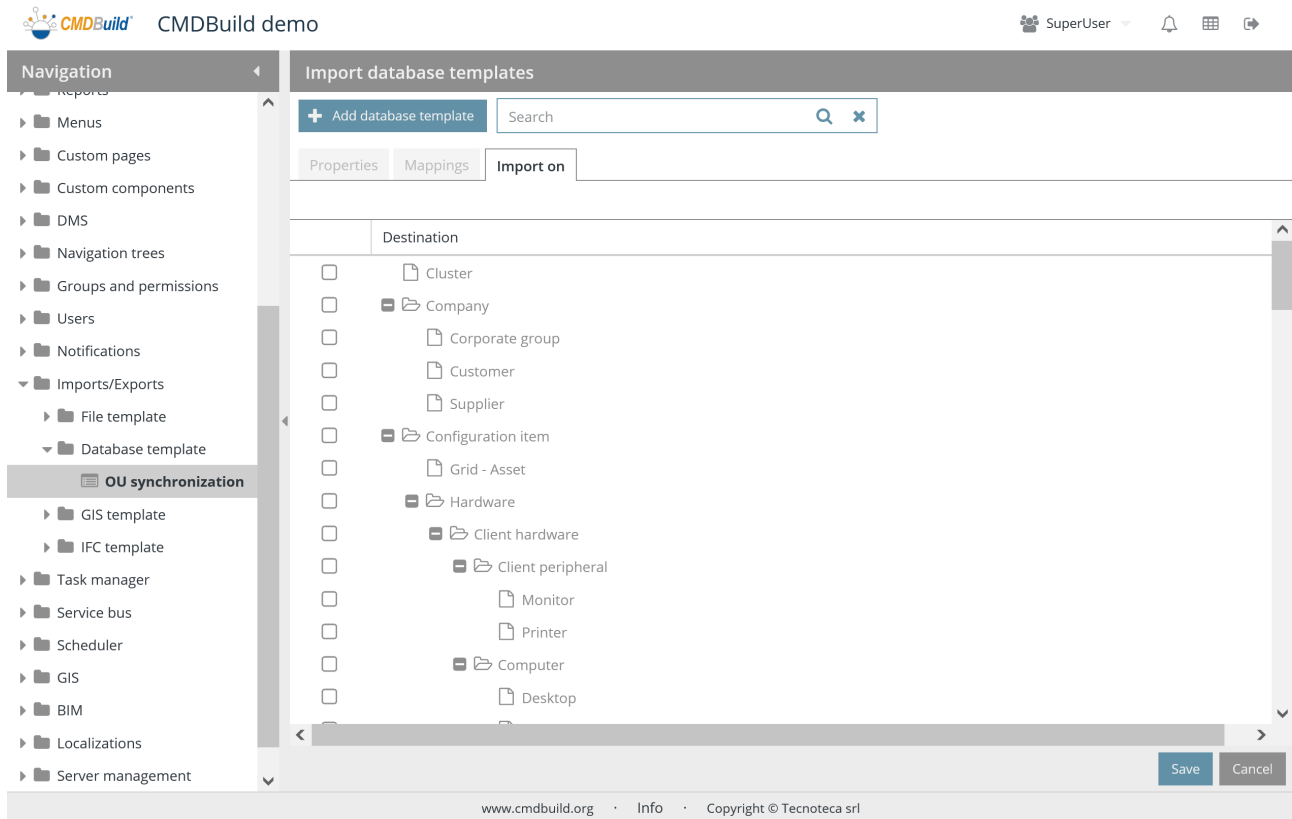 CMDBuild CMDBuild demo SuperUser
Navigation
Reports
Menus
Custom pages
Custom components
DMS
Navigation trees
Groups and permissions
Users
Notifications
Imports/Exports
File template
Database template
OU synchronization
GIS template
IFC template
Task manager
Service bus
Scheduler
GIS
BIM
Localizations
Server management
Import database templates
Add database template Search
Properties Mappings Import on
Destination
Cluster
Company
Corporate group
Customer
Supplier
Configuration item
Grid - Asset
Hardware
Client hardware
Client peripheral
Monitor
Printer
Computer
Desktop
Save Cancel
www.cmdbuild.org · Info · Copyright © Tecnoteca srl